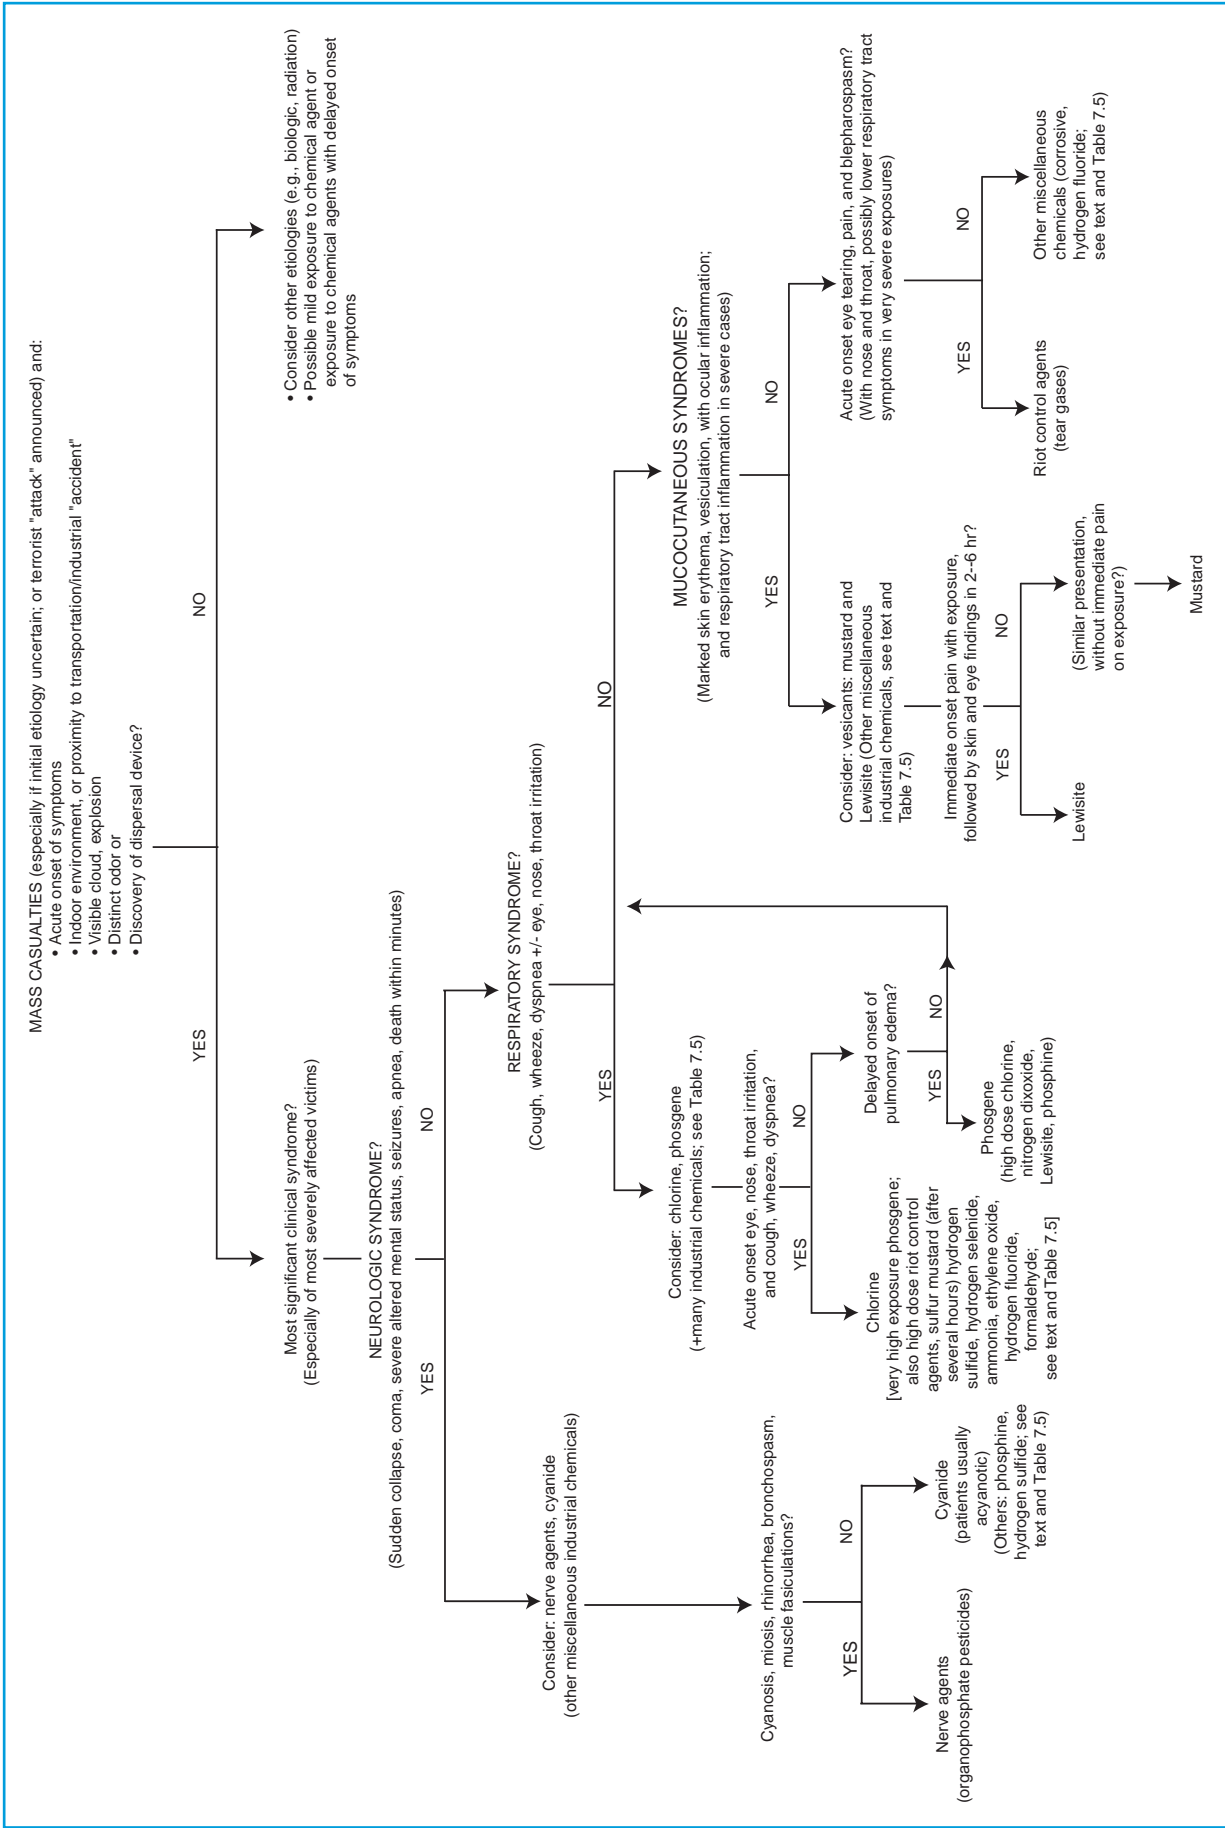 MASS CASUALTIES (especially if initial etiology uncertain; or terrorist "attack" announced) and:
• Acute onset of symptoms
• Indoor environment, or proximity to transportation/industrial "accident"
• Visible cloud, explosion
• Distinct odor or
• Discovery of dispersal device?
YES
NO
Most significant clinical syndrome?
(Especially of most severely affected victims)
• Consider other etiologies (e.g., biologic, radiation)
• Possible mild exposure to chemical agent or
exposure to chemical agents with delayed onset
of symptoms
NEUROLOGIC SYNDROME?
(Sudden collapse, coma, severe altered mental status, seizures, apnea, death within minutes)
YES
NO
Consider: nerve agents, cyanide
(other miscellaneous industrial chemicals)
Cyanosis, miosis, rhinorrhea, bronchospasm,
muscle fasiculations?
YES
NO
Nerve agents
(organophosphate pesticides)
Cyanide
(patients usually
acyanotic)
(Others: phosphine,
hydrogen sulfide; see
text and Table 7.5)
RESPIRATORY SYNDROME?
(Cough, wheeze, dyspnea +/- eye, nose, throat irritation)
YES
NO
Consider: chlorine, phosgene
(+many industrial chemicals; see Table 7.5)
Acute onset eye, nose, throat irritation,
and cough, wheeze, dyspnea?
YES
NO
Chlorine
[very high exposure phosgene;
also high dose riot control
agents, sulfur mustard (after
several hours) hydrogen
sulfide, hydrogen selenide,
ammonia, ethylene oxide,
hydrogen fluoride,
formaldehyde;
see text and Table 7.5]
Delayed onset of
pulmonary edema?
YES
NO
Phosgene
(high dose chlorine,
nitrogen dixoxide,
Lewisite, phosphine)
MUCOCUTANEOUS SYNDROMES?
(Marked skin erythema, vesiculation, with ocular inflammation;
and respiratory tract inflammation in severe cases)
YES
NO
Consider: vesicants: mustard and
Lewisite (Other miscellaneous
industrial chemicals, see text and
Table 7.5)
Immediate onset pain with exposure,
followed by skin and eye findings in 2--6 hr?
YES
NO
Lewisite
(Similar presentation,
without immediate pain
on exposure?)
Mustard
Acute onset eye tearing, pain, and blepharospasm?
(With nose and throat, possibly lower respiratory tract
symptoms in very severe exposures)
YES
NO
Riot control agents
(tear gases)
Other miscellaneous
chemicals (corrosive,
hydrogen fluoride;
see text and Table 7.5)